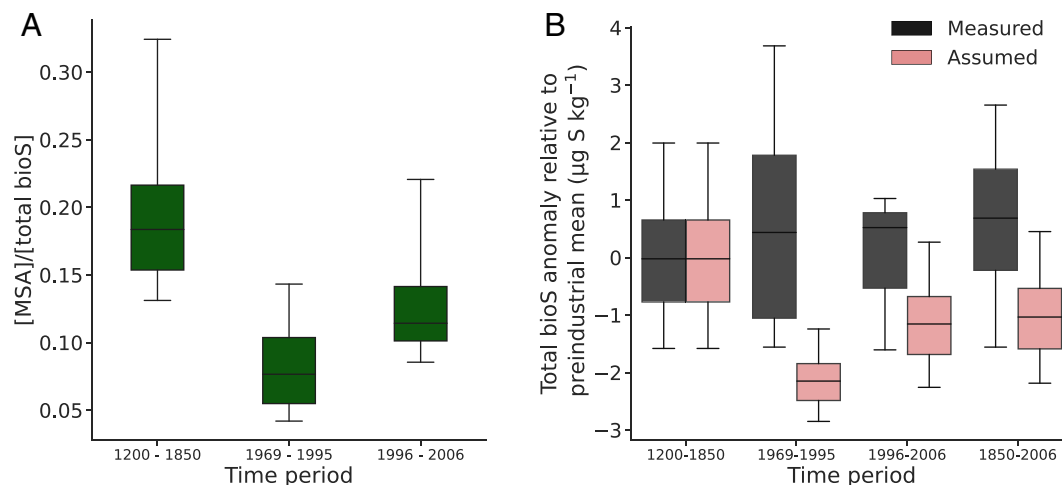 A
[MSA]/[total bioS]
0.30
0.25
0.20
0.15
0.10
0.05
1200 - 1850
1969 - 1995
1996 - 2006
Time period
B
Total bioS anomaly relative to
preindustrial mean (µg S kg⁻¹)
4
3
2
1
0
−1
−2
−3
Measured
Assumed
1200-1850
1969-1995
1996-2006
1850-2006
Time period